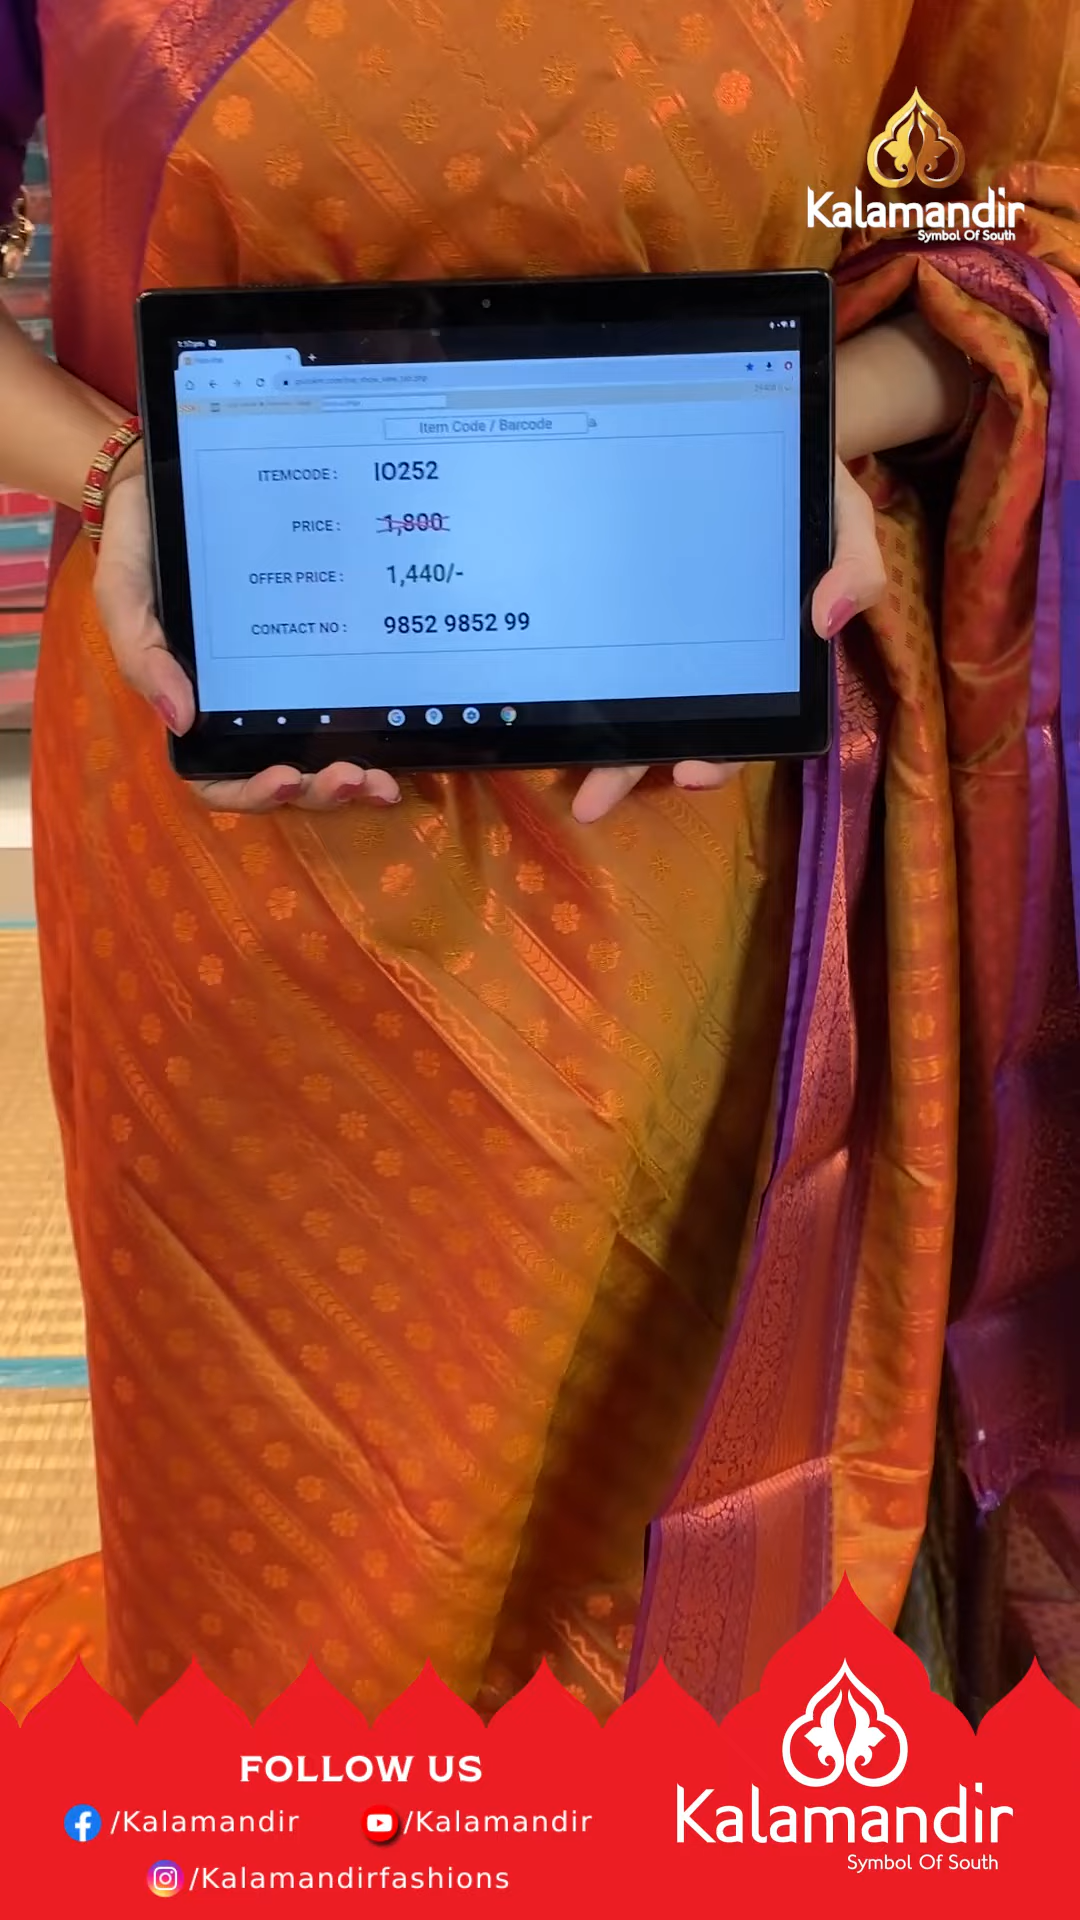 Kalamandir
Symbol Of South
Item Code / Barcode
ITEMCODE : IO252
PRICE : 1,800
OFFER PRICE : 1,440/-
CONTACT NO : 9852 9852 99
FOLLOW US
/Kalamandir /Kalamandir
/Kalamandirfashions
Kalamandir
Symbol Of South